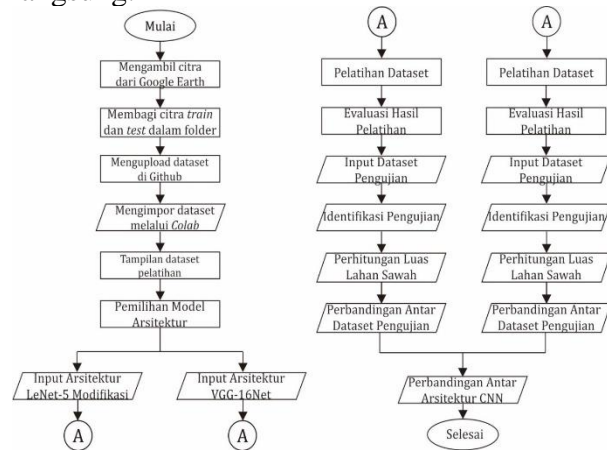 Mulai
Mengambil citra
dari Google Earth
Membagi citra train
dan test dalam folder
Mengupload dataset
di Github
Mengimpor dataset
melalui Colab
Tampilan dataset
pelatihan
Pemilihan Model
Arsitektur
Input Arsitektur
LeNet-5 Modifikasi
A
Input Arsitektur
VGG-16Net
A
A
Pelatihan Dataset
Evaluasi Hasil
Pelatihan
Input Dataset
Pengujian
Identifikasi Pengujian
Perhitungan Luas
Lahan Sawah
Perbandingan Antar
Dataset Pengujian
A
Pelatihan Dataset
Evaluasi Hasil
Pelatihan
Input Dataset
Pengujian
Identifikasi Pengujian
Perhitungan Luas
Lahan Sawah
Perbandingan Antar
Dataset Pengujian
Perbandingan Antar
Arsitektur CNN
Selesai